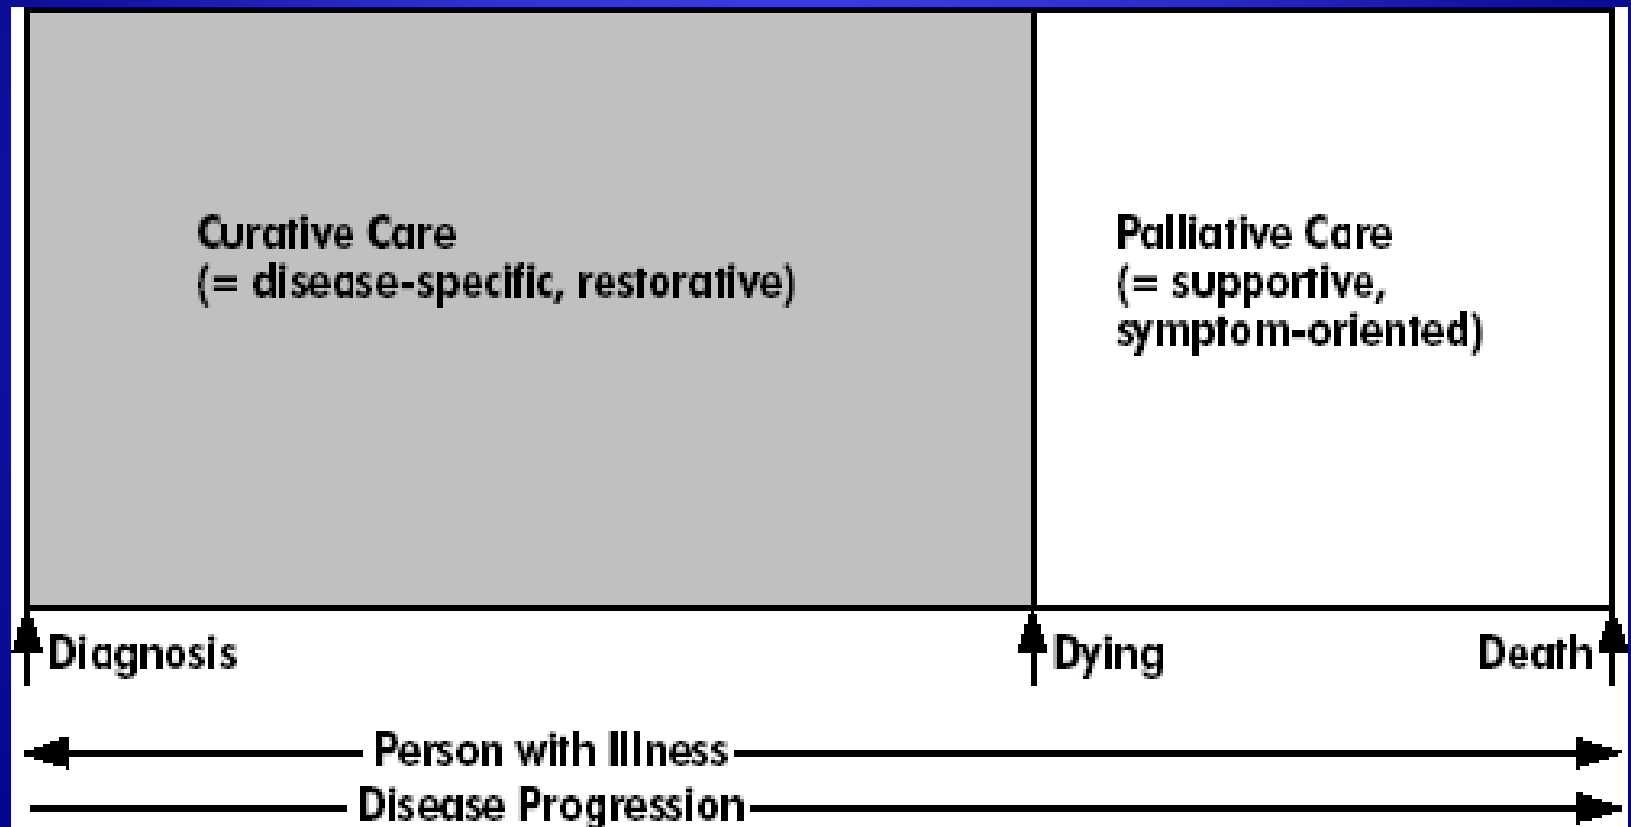 Curative Care
(= disease-specific, restorative)
Palliative Care
(= supportive,
symptom-oriented)
Diagnosis
Dying
Death
Person with Illness
Disease Progression